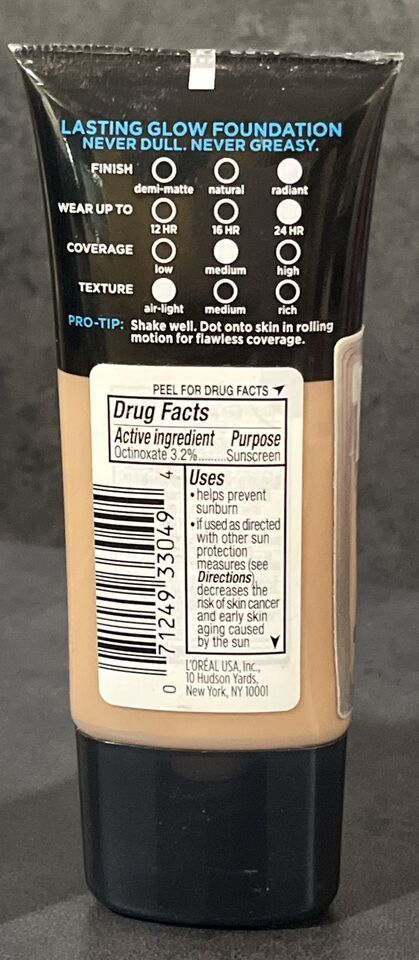 LASTING GLOW FOUNDATION
NEVER DULL. NEVER GREASY.
FINISH
demi-matte natural radiant
WEAR UP TO
12 HR 16 HR 24 HR
COVERAGE
low medium high
TEXTURE
air-light medium rich
PRO-TIP: Shake well. Dot onto skin in rolling
motion for flawless coverage.
PEEL FOR DRUG FACTS
Drug Facts
Active ingredient Purpose
Octinoxate 3.2%.........Sunscreen
Uses
• helps prevent
sunburn
• if used as directed
with other sun
protection
measures (see
Directions),
decreases the
risk of skin cancer
and early skin
aging caused
by the sun
0 71249 33049 4
L'ORÉAL USA, Inc.,
10 Hudson Yards,
New York, NY 10001